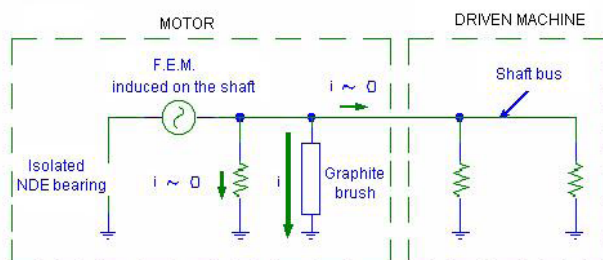 MOTOR
DRIVEN MACHINE
F.E.M.
induced on the shaft
i ~ 0
Shaft bus
Isolated
NDE bearing
i ~ 0
i
Graphite
brush